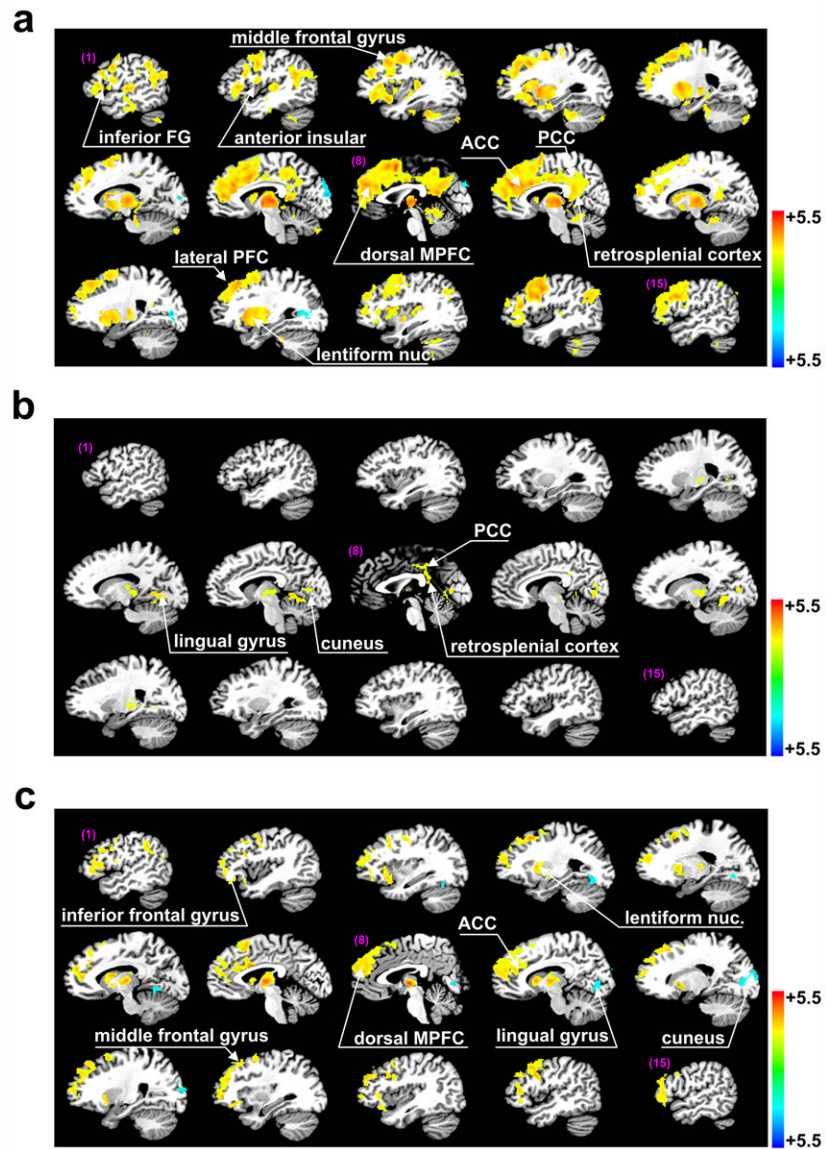 a
middle frontal gyrus
(1)
inferior FG
anterior insular
ACC
PCC
(8)
dorsal MPFC
retrosplenial cortex
lateral PFC
(15)
lentiform nuc.
+5.5
+5.5
b
(1)
PCC
(8)
lingual gyrus
cuneus
retrosplenial cortex
(15)
+5.5
+5.5
c
(1)
inferior frontal gyrus
lentiform nuc.
ACC
(8)
middle frontal gyrus
dorsal MPFC
lingual gyrus
cuneus
(15)
+5.5
+5.5